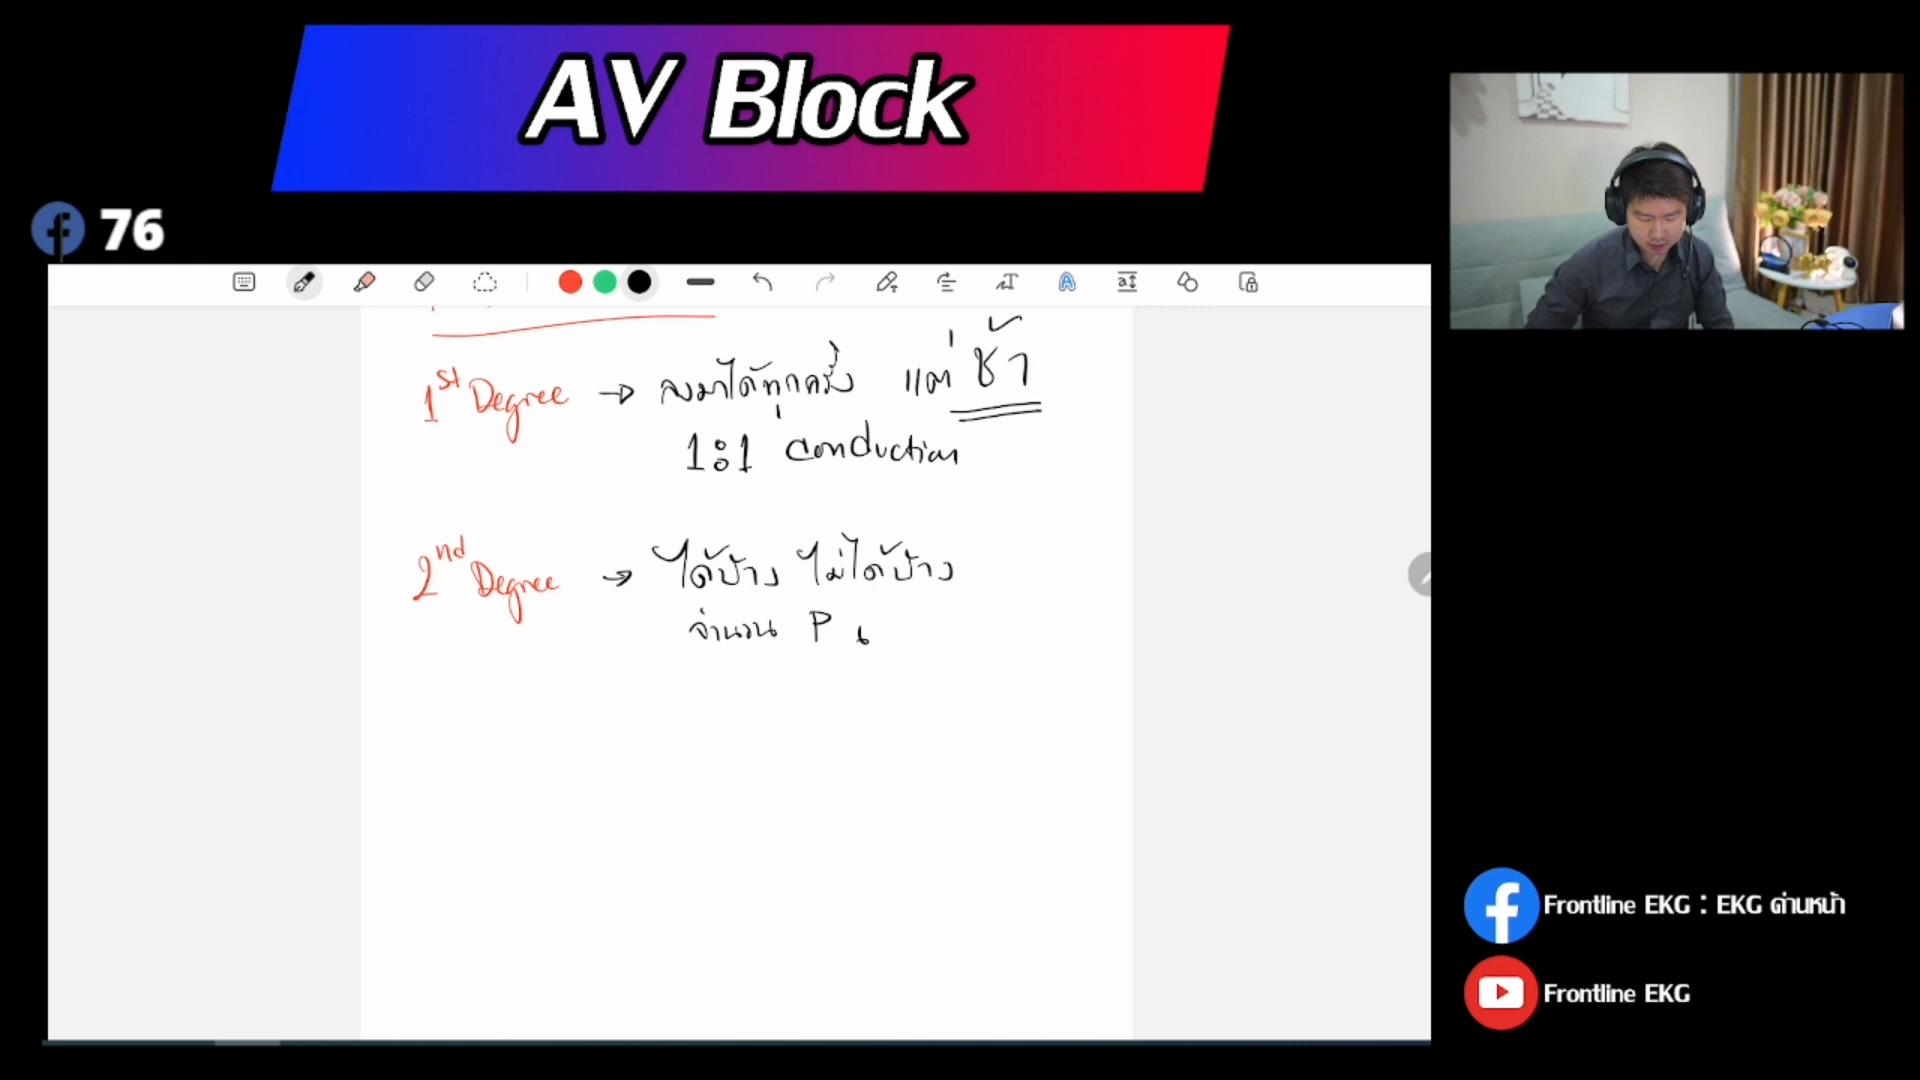 AV Block
76
1st Degree → ลงมาได้ทุกครั้ง แต่ ช้า
1:1 conduction
2nd Degree → ได้บ้าง ไม่ได้บ้าง
จำนวน P
Frontline EKG : EKG ด่านหน้า
Frontline EKG